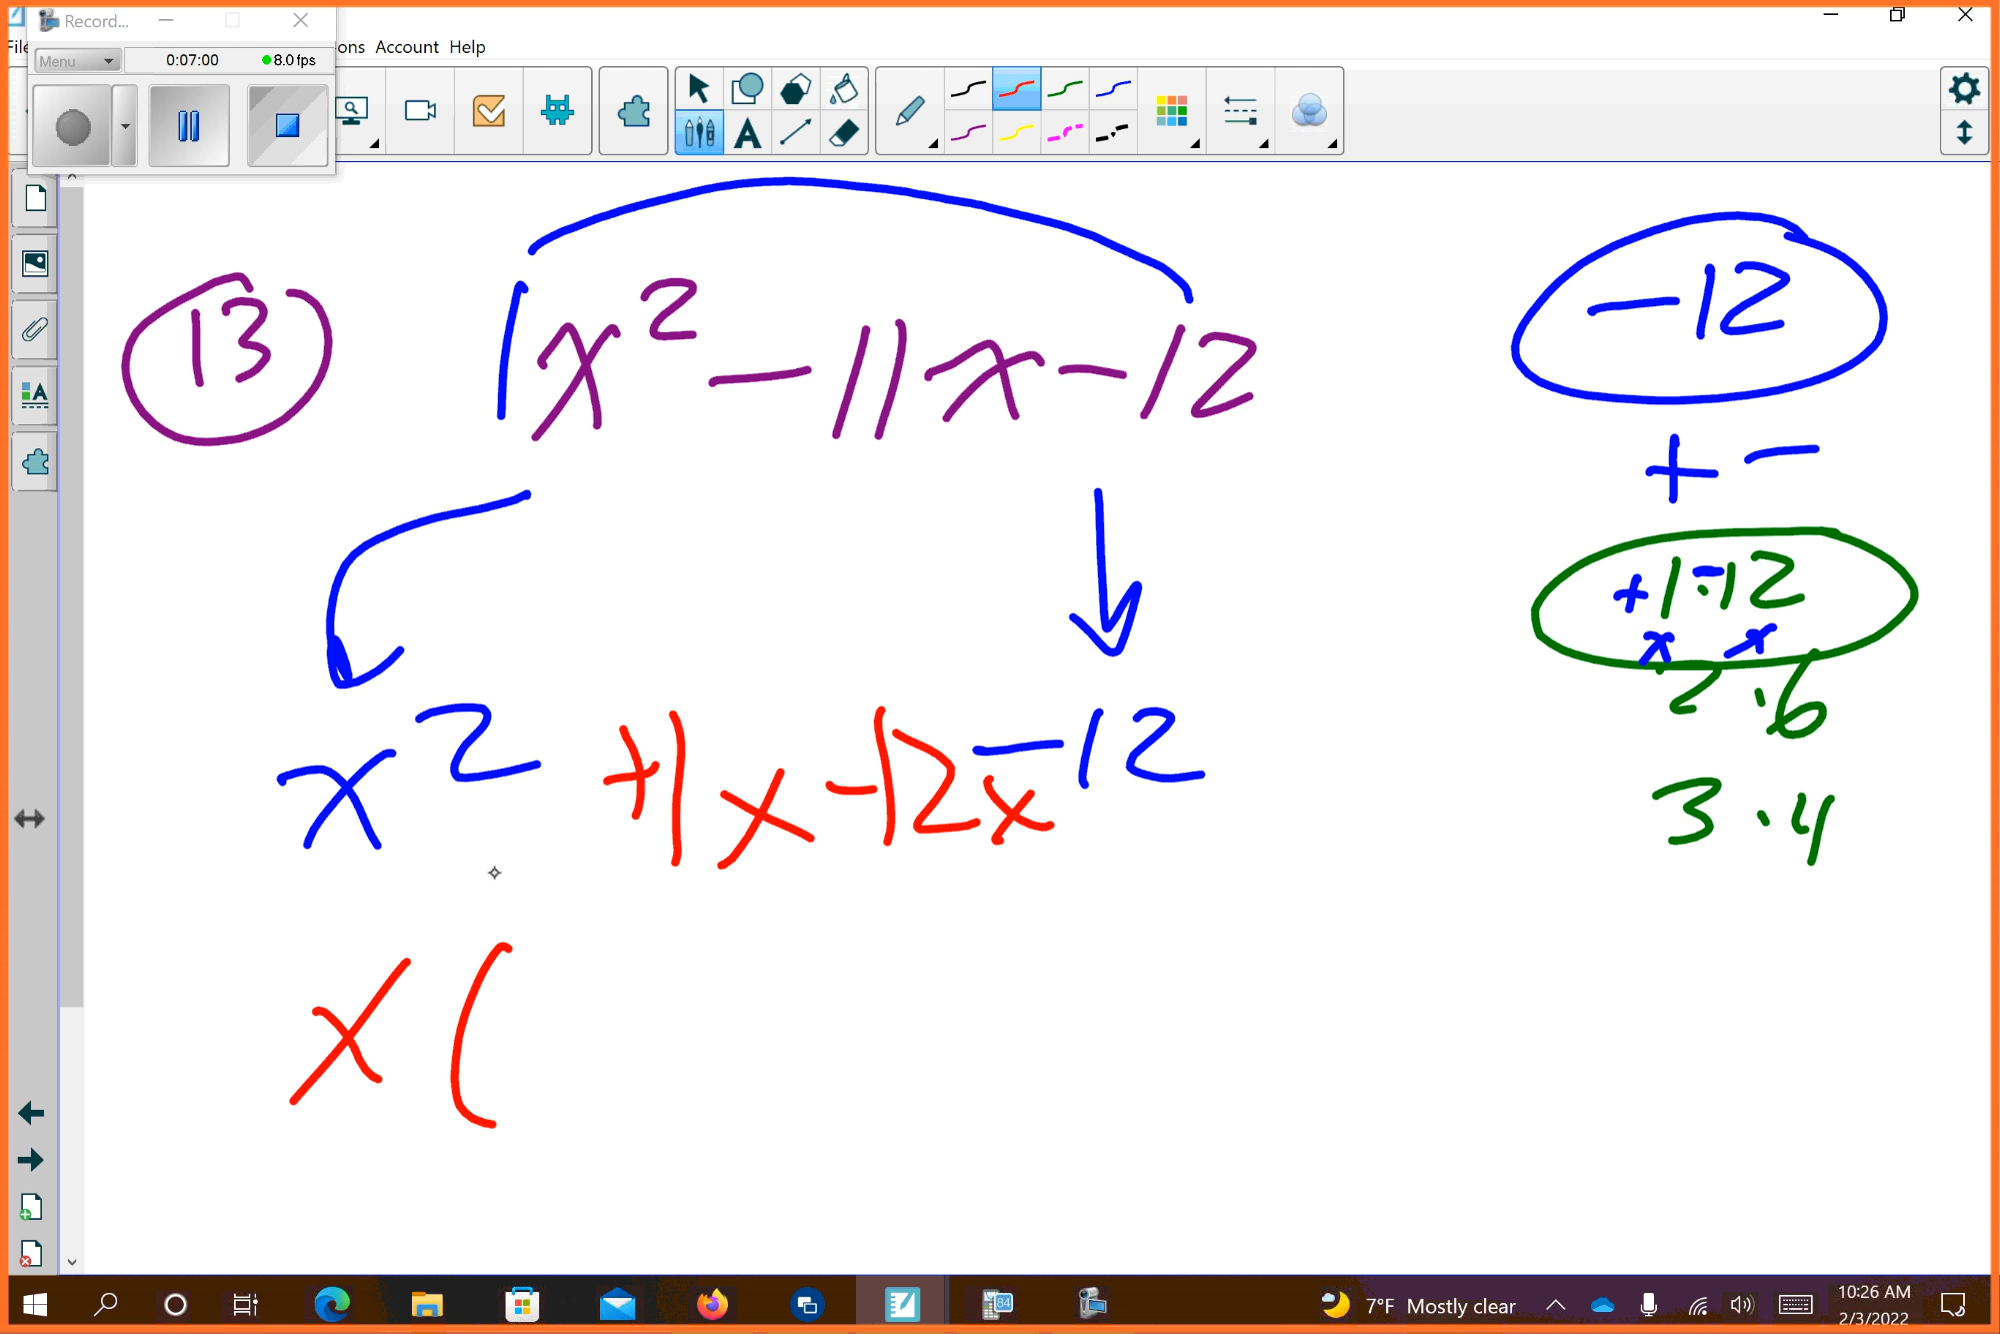 Record...
Menu 0:07:00 8.0 fps
ons Account Help
13 1x² - 11x - 12
-12
+ -
+1 · -12
x x
2 · 6
3 · 4
x² +1x - 12x - 12
x (
84
7°F Mostly clear
10:26 AM
2/3/2022